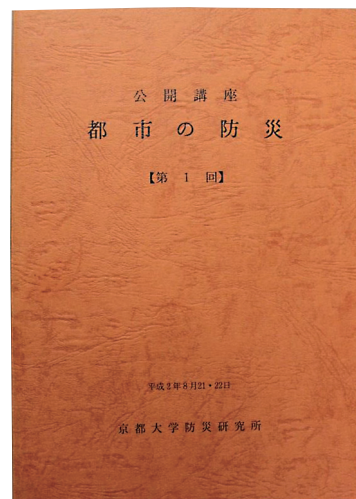 公開講座
都市の防災
【第1回】
平成2年8月21・22日
京都大学防災研究所